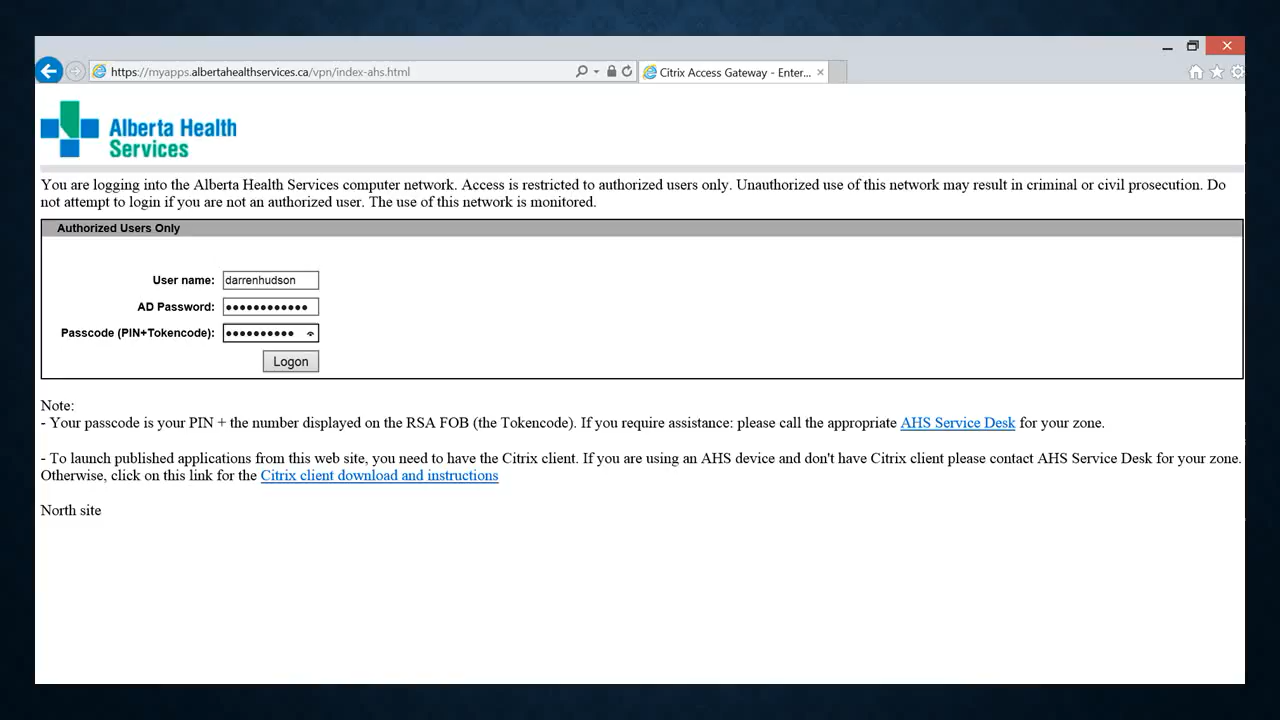 https://myapps.albertahealthservices.ca/vpn/index-ahs.html
Citrix Access Gateway - Enter...
Alberta Health
Services
You are logging into the Alberta Health Services computer network. Access is restricted to authorized users only. Unauthorized use of this network may result in criminal or civil prosecution. Do
not attempt to login if you are not an authorized user. The use of this network is monitored.
Authorized Users Only
User name: darrenhudson
AD Password: ●●●●●●●●●●●●
Passcode (PIN+Tokencode): ●●●●●●●●●●
Logon
Note:
- Your passcode is your PIN + the number displayed on the RSA FOB (the Tokencode). If you require assistance: please call the appropriate AHS Service Desk for your zone.
- To launch published applications from this web site, you need to have the Citrix client. If you are using an AHS device and don't have Citrix client please contact AHS Service Desk for your zone.
Otherwise, click on this link for the Citrix client download and instructions
North site